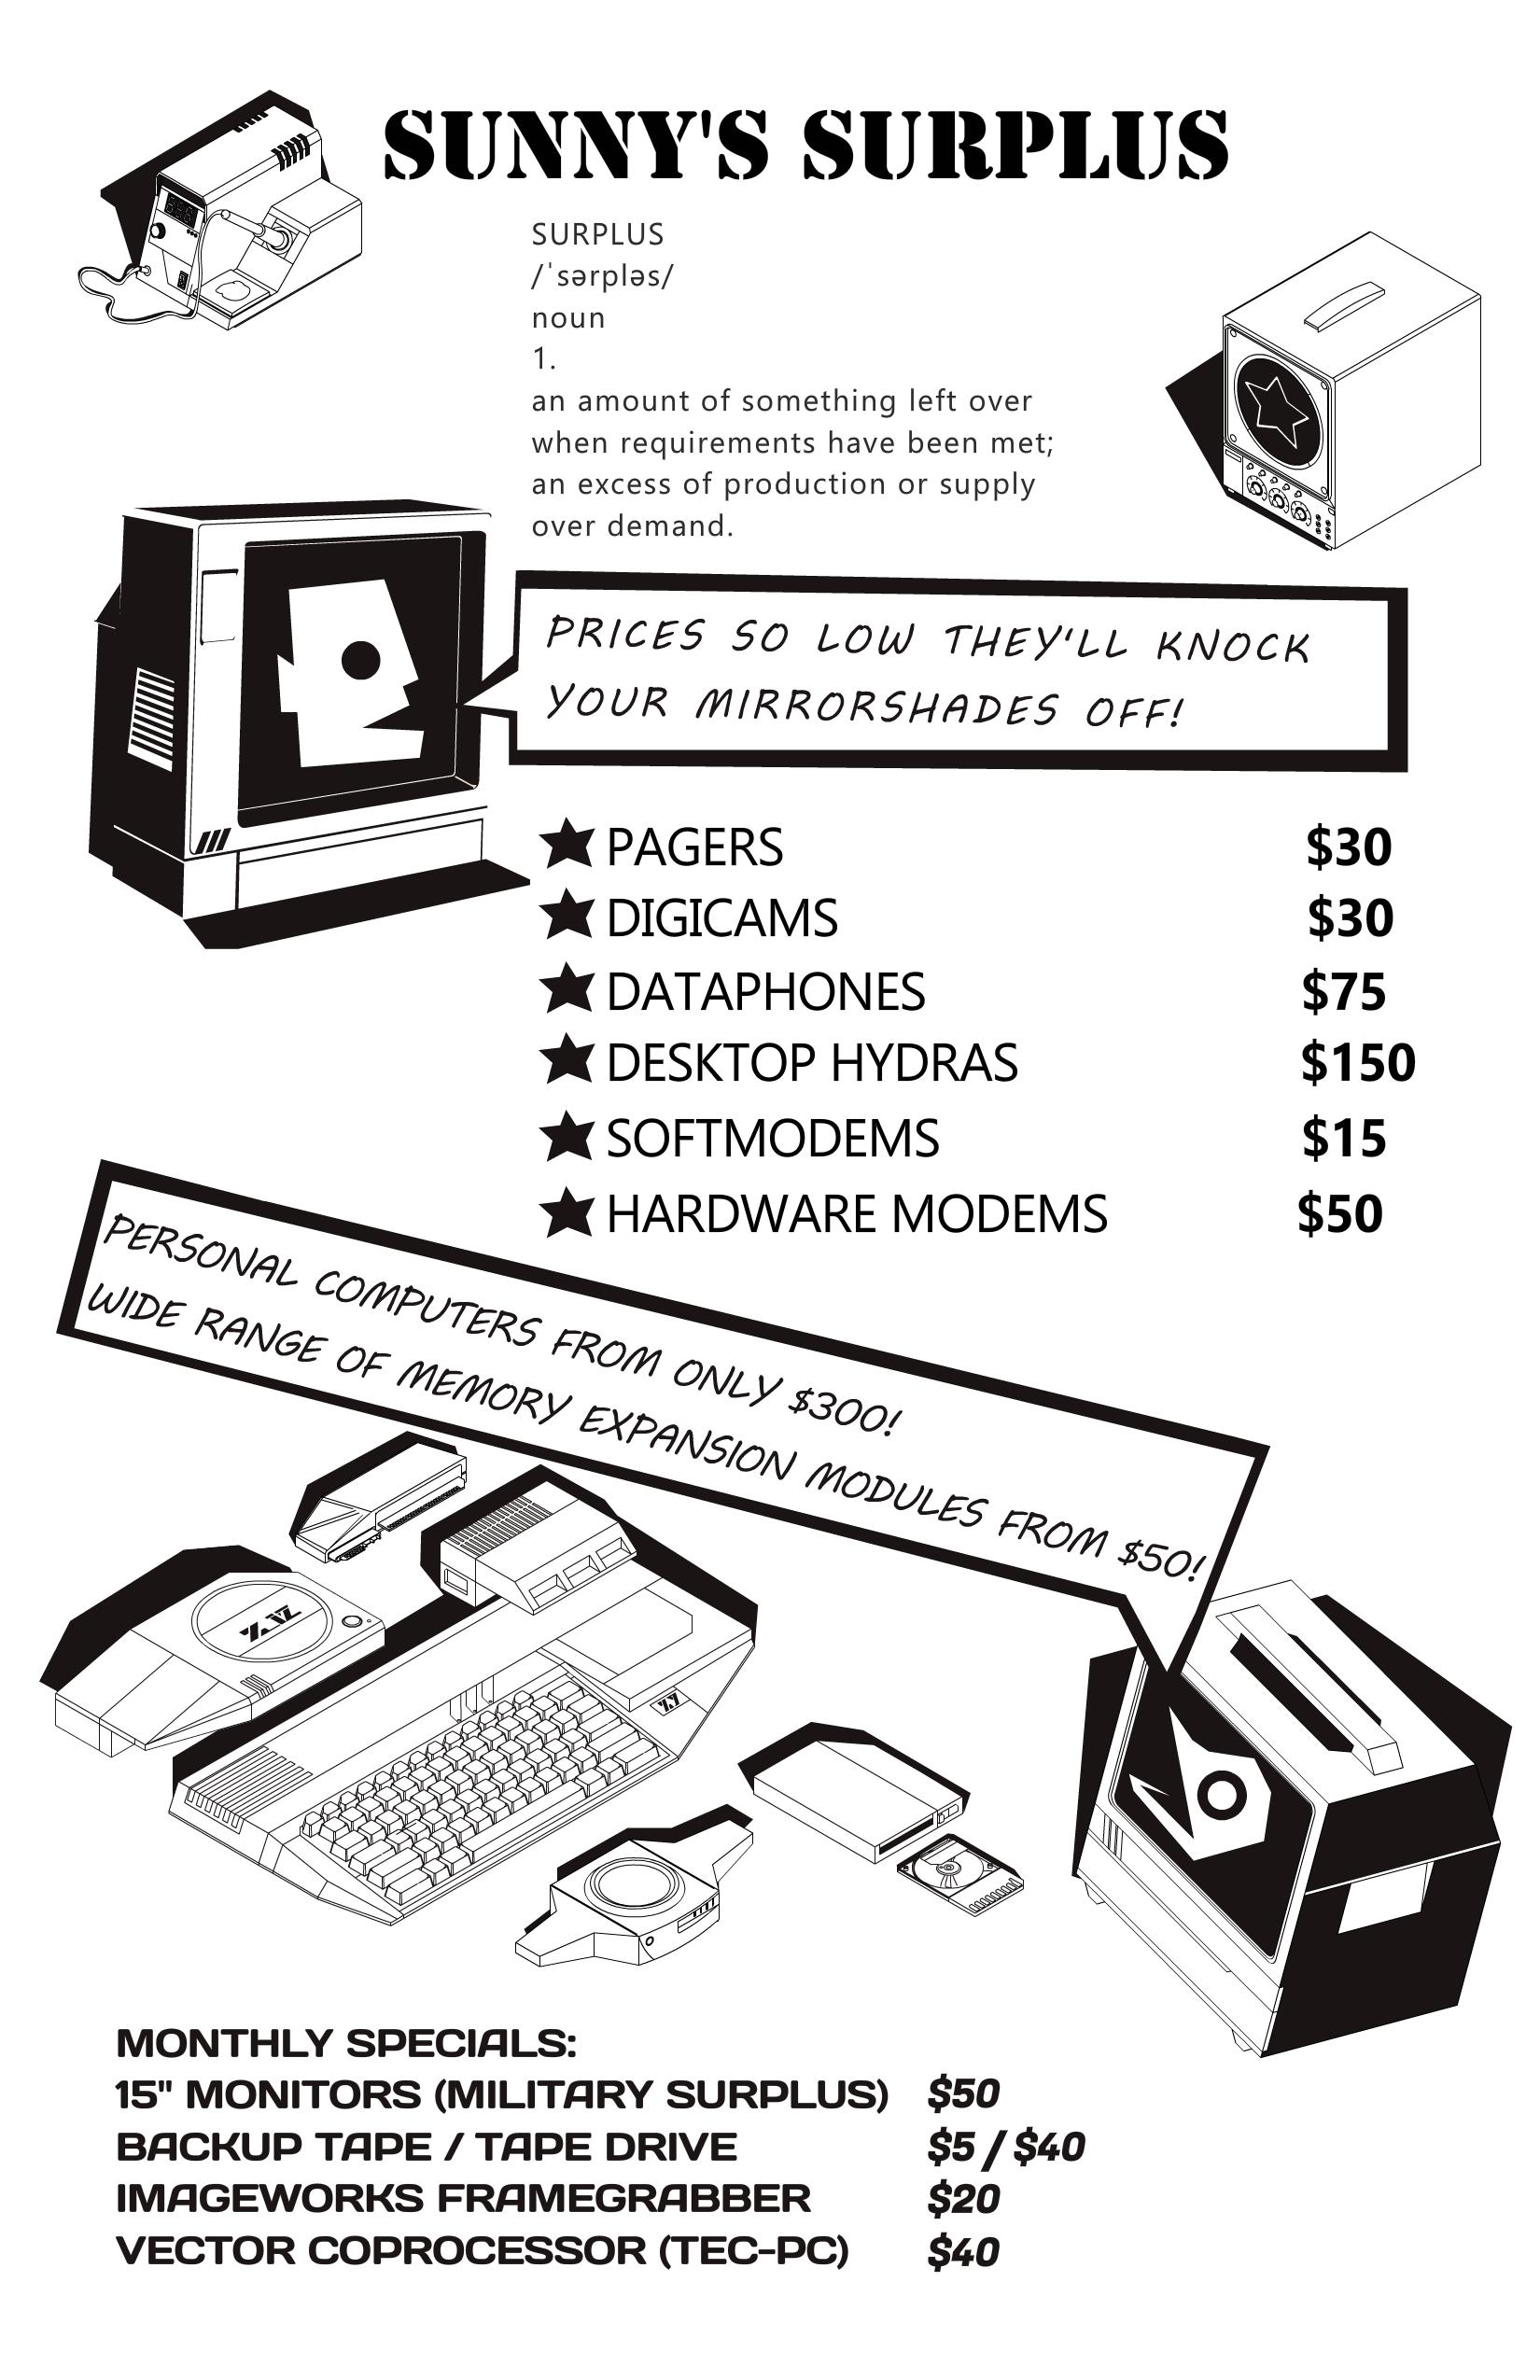 SUNNY'S SURPLUS
SURPLUS
/ˈsərpləs/
noun
1.
an amount of something left over
when requirements have been met;
an excess of production or supply
over demand.
PRICES SO LOW THEY'LL KNOCK
YOUR MIRRORSHADES OFF!
PAGERS $30
DIGICAMS $30
DATAPHONES $75
DESKTOP HYDRAS $150
SOFTMODEMS $15
HARDWARE MODEMS $50
PERSONAL COMPUTERS FROM ONLY $300!
WIDE RANGE OF MEMORY EXPANSION MODULES FROM $50!
MONTHLY SPECIALS:
15" MONITORS (MILITARY SURPLUS) $50
BACKUP TAPE / TAPE DRIVE $5 / $40
IMAGEWORKS FRAMEGRABBER $20
VECTOR COPROCESSOR (TEC-PC) $40